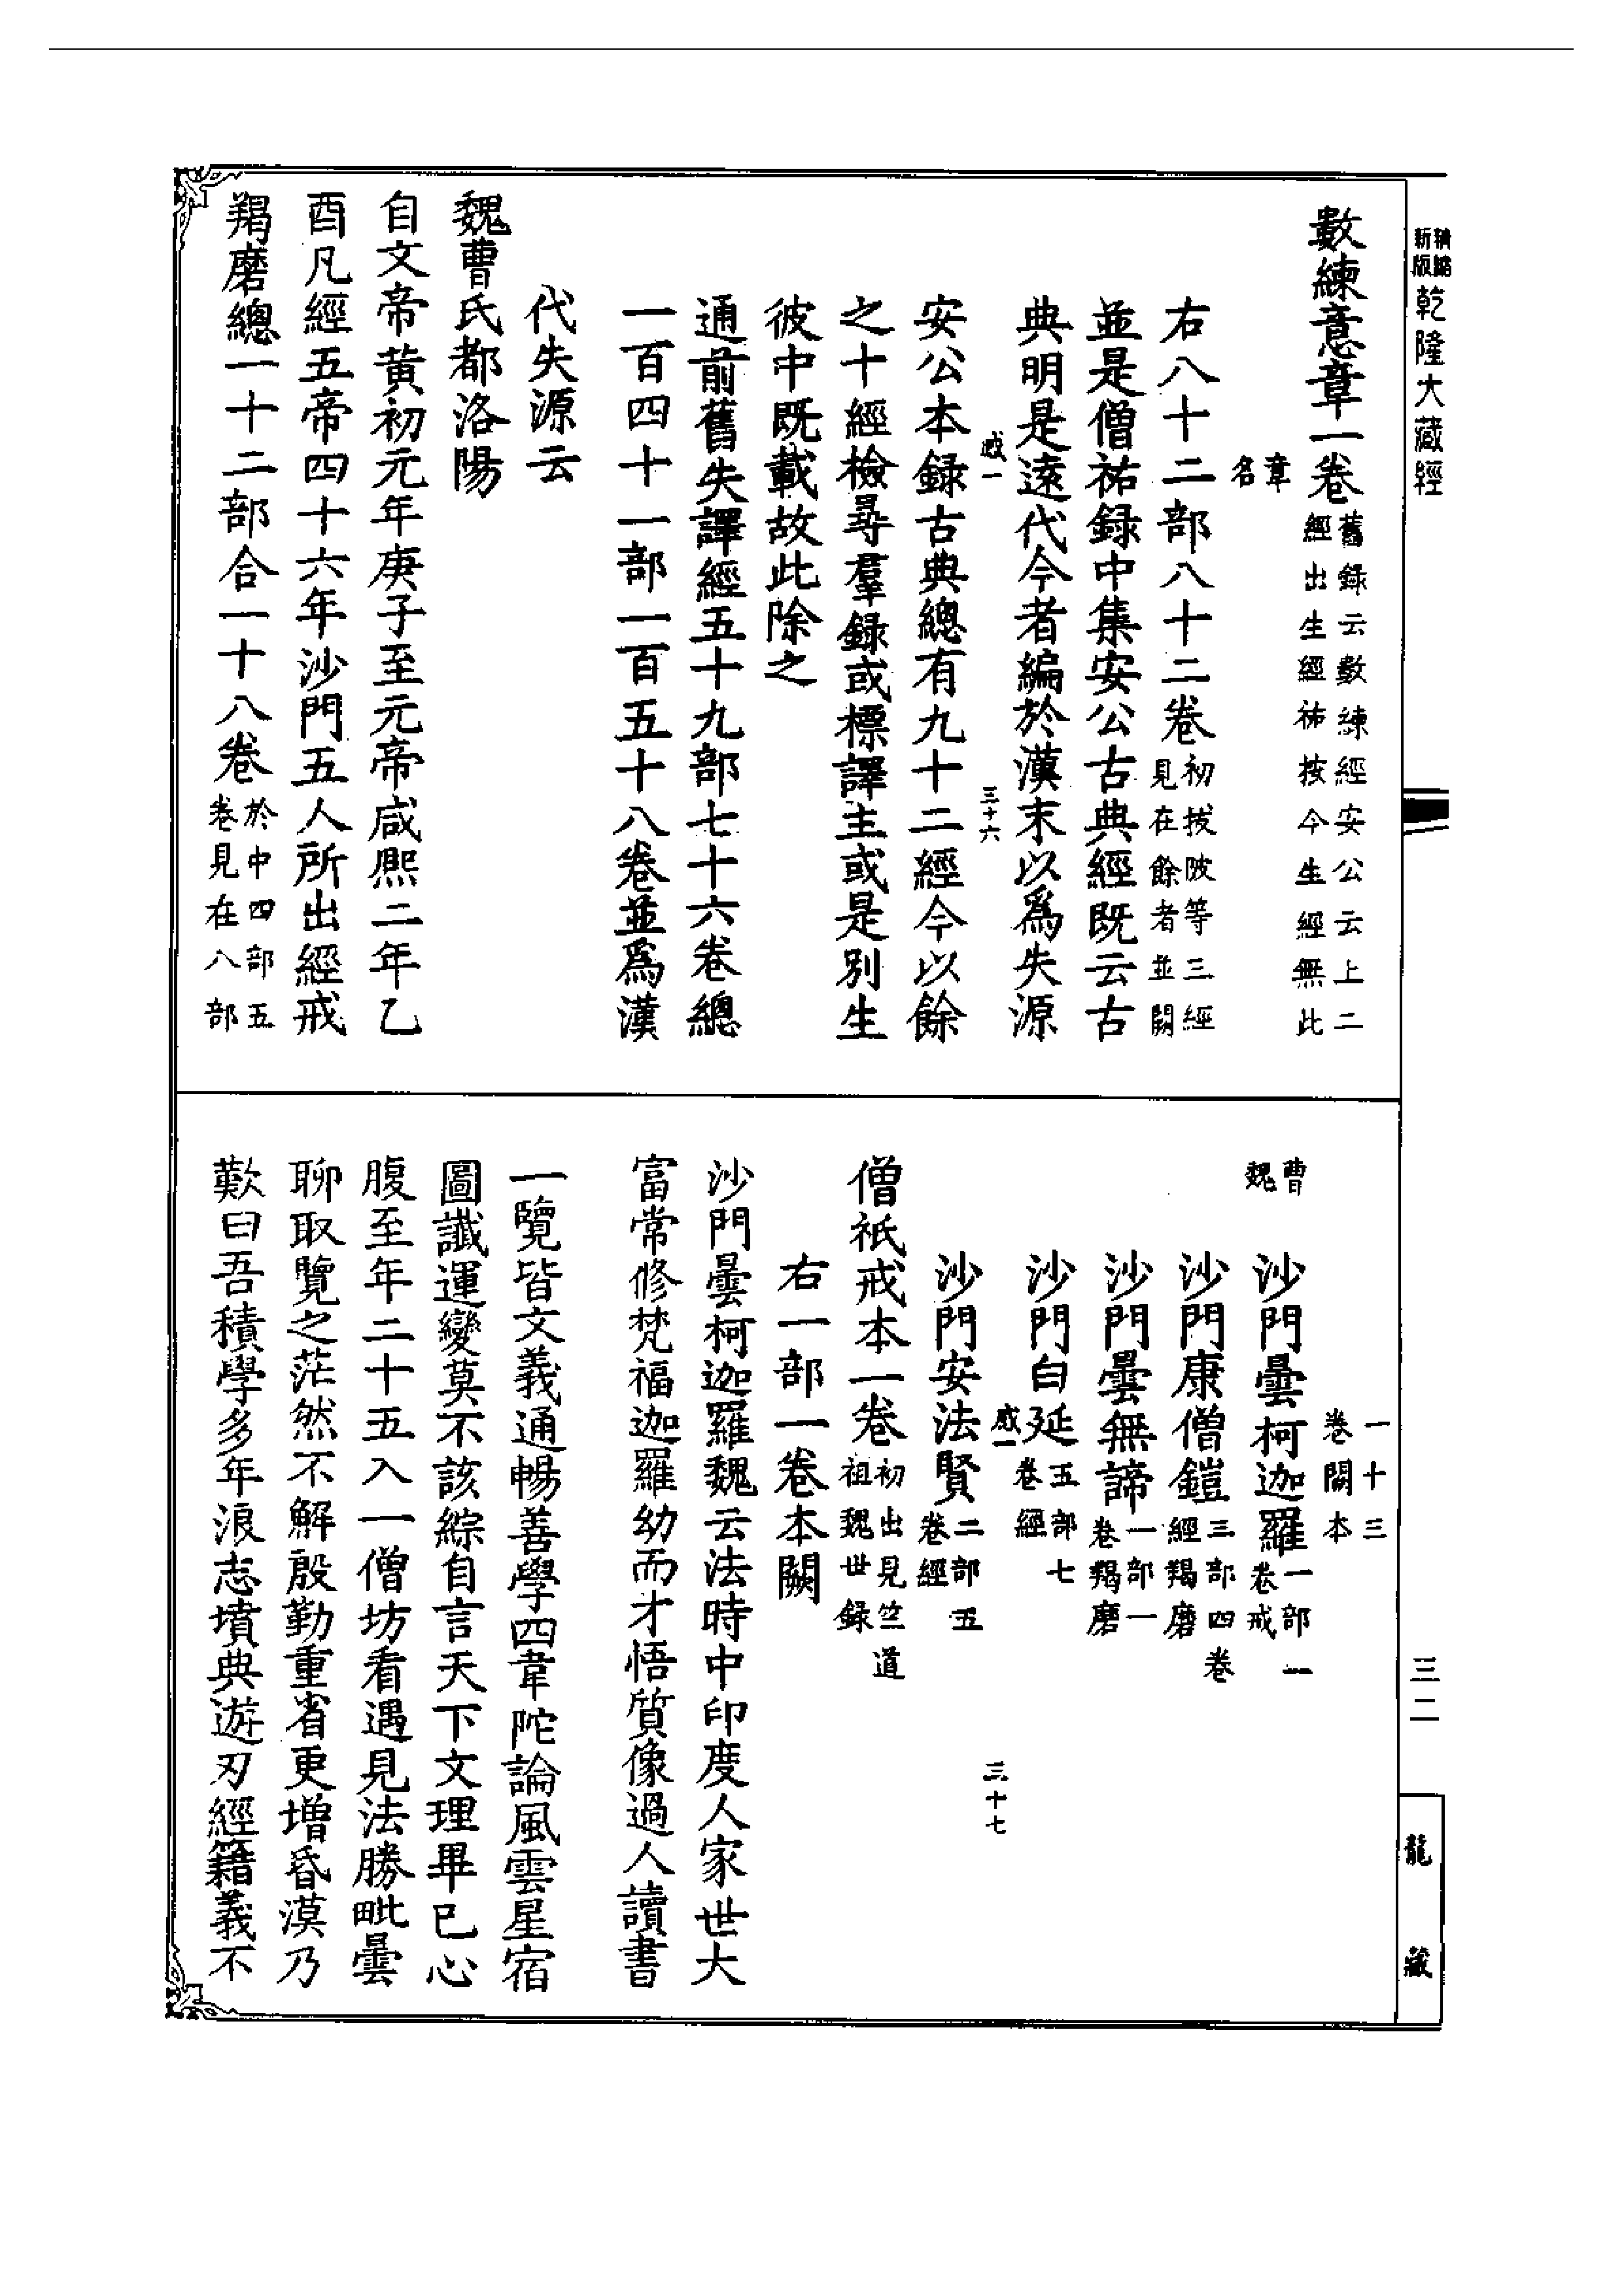 精縮
新版
乾隆大藏經
數練意章一卷舊錄云數練經安公云上二
經出生經祐按今生經無此
章
名
右八十二部八十二卷初拔陂等三經
見在餘者並闕
並是僧祐録中集安公古典經既云古
典明是遠代今者編於漢末以爲失源
咸一
三十六
安公本録古典總有九十二經今以餘
之十經檢尋羣録或標譯主或是別生
彼中既載故此除之
通前舊失譯經五十九部七十六卷總
一百四十一部一百五十八卷並爲漢
代失源云
魏曹氏都洛陽
自文帝黄初元年庚子至元帝咸熙二年乙
酉凡經五帝四十六年沙門五人所出經戒
羯磨總一十二部合一十八卷於中四部五
卷見在八部
一十三
卷闕本
曹
魏
沙門曇柯迦羅一部一
卷戒
沙門康僧鎧三部四卷
經羯磨
沙門曇無諦一部一
卷羯磨
沙門白延五部七
卷經
咸一
三十七
沙門安法賢二部五
卷經
僧祇戒本一卷初出見竺道
祖魏世録
右一部一卷本闕
沙門曇柯迦羅魏云法時中印度人家世大
富常修梵福迦羅幼而才悟質像過人讀書
一覽皆文義通暢善學四韋陀論風雲星宿
圖讖運變莫不該綜自言天下文理畢己心
腹至年二十五入一僧坊看遇見法勝毗曇
聊取覽之茫然不解殷勤重省更增昏漠乃
歎曰吾積學多年浪志墳典遊刃經籍義不
三二
龍藏